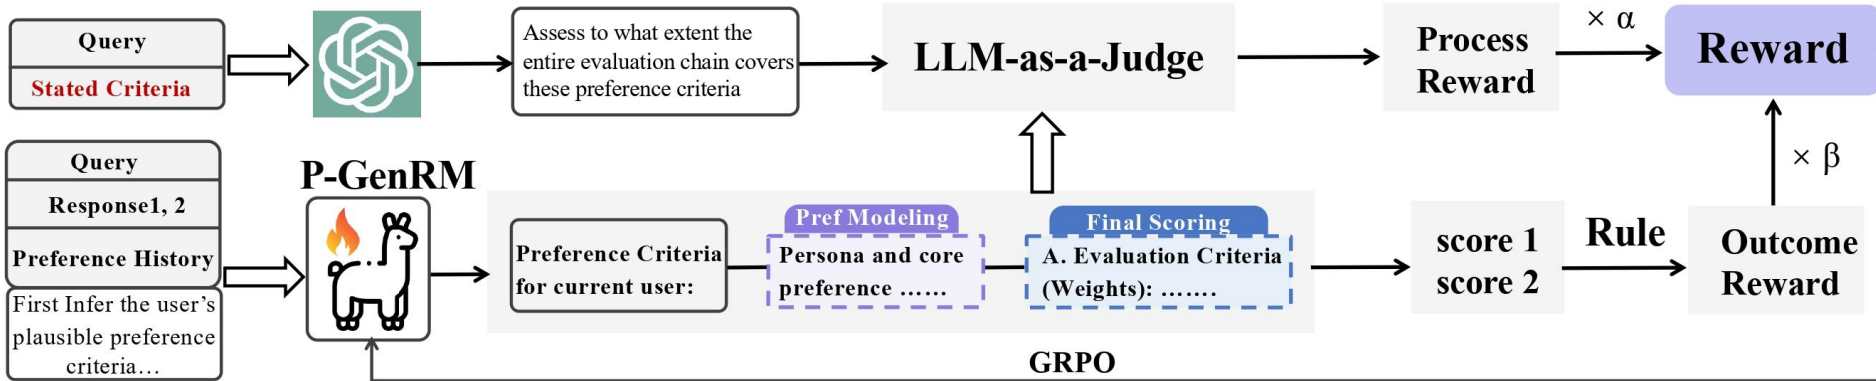 Query
Stated Criteria
Assess to what extent the
entire evaluation chain covers
these preference criteria
LLM-as-a-Judge
Process
Reward
× α
Reward
Query
Response1, 2
Preference History
First Infer the user’s
plausible preference
criteria…
P-GenRM
Preference Criteria
for current user:
Pref Modeling
Persona and core
preference ……
Final Scoring
A. Evaluation Criteria
(Weights): …….
score 1
score 2
Rule
Outcome
Reward
× β
GRPO